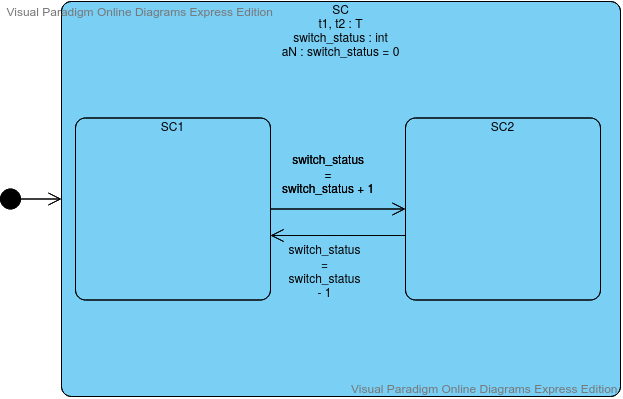 Visual Paradigm Online Diagrams Express Edition
SC
t1, t2 : T
switch_status : int
aN : switch_status = 0
SC1
SC2
switch_status
=
switch_status + 1
switch_status
=
switch_status
- 1
Visual Paradigm Online Diagrams Express Edition